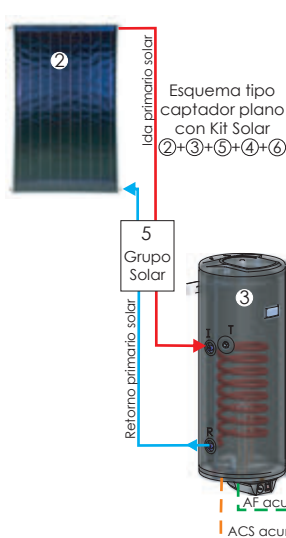 ②
Ida primario solar
Esquema tipo
captador plano
con Kit Solar
②+③+⑤+④+⑥
5
Grupo
Solar
Retorno primario solar
③
I
T
R
AF acu
ACS acu